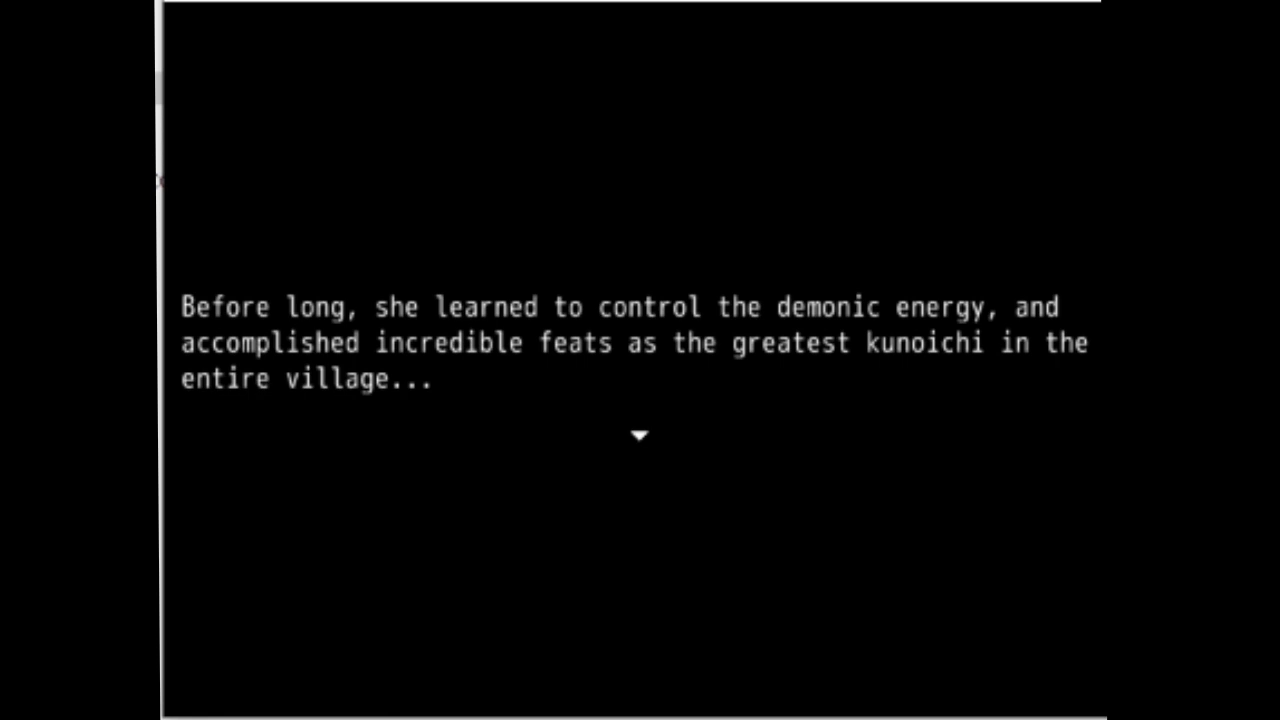 Before long, she learned to control the demonic energy, and
accomplished incredible feats as the greatest kunoichi in the
entire village...